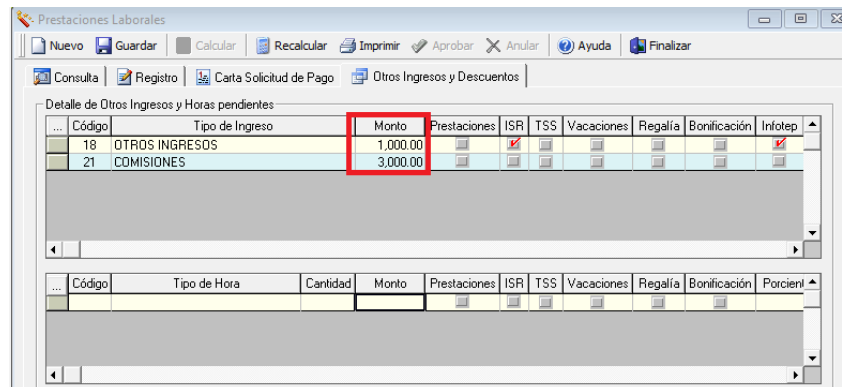 Prestaciones Laborales
Nuevo Guardar Calcular Recalcular Imprimir Aprobar Anular Ayuda Finalizar
Consulta Registro Carta Solicitud de Pago Otros Ingresos y Descuentos
Detalle de Otros Ingresos y Horas pendientes
... Código Tipo de Ingreso Monto Prestaciones ISR TSS Vacaciones Regalía Bonificación Infotep
18 OTROS INGRESOS 1,000.00
21 COMISIONES 3,000.00
... Código Tipo de Hora Cantidad Monto Prestaciones ISR TSS Vacaciones Regalía Bonificación Porcient